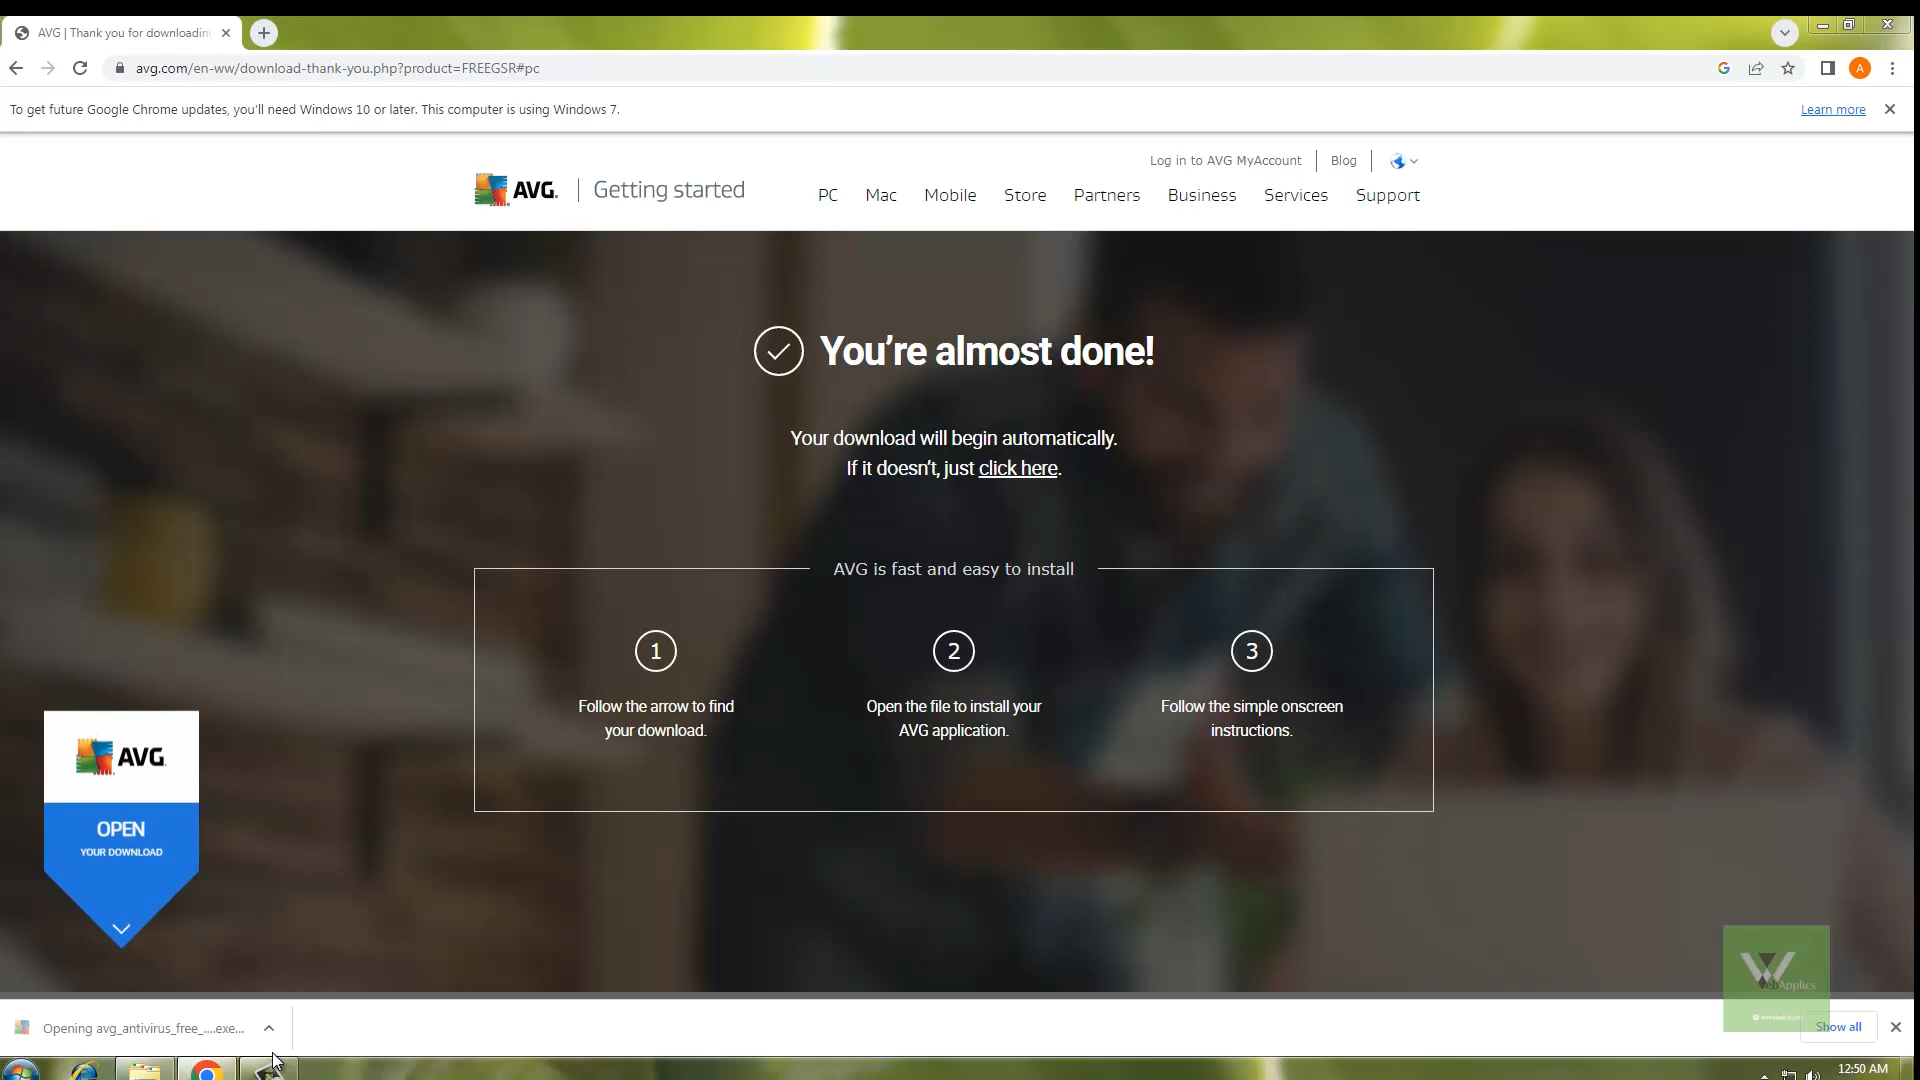 AVG | Thank you for downloading
avg.com/en-ww/download-thank-you.php?product=FREEGSR#pc
A
To get future Google Chrome updates, you'll need Windows 10 or later. This computer is using Windows 7.
Learn more
Log in to AVG MyAccount
Blog
AVG.
Getting started
PC
Mac
Mobile
Store
Partners
Business
Services
Support
You're almost done!
Your download will begin automatically.
If it doesn't, just click here.
AVG is fast and easy to install
1
2
3
Follow the arrow to find
your download.
Open the file to install your
AVG application.
Follow the simple onscreen
instructions.
AVG.
OPEN
YOUR DOWNLOAD
WebApplics
Opening avg_antivirus_free_....exe...
Show all
12:50 AM